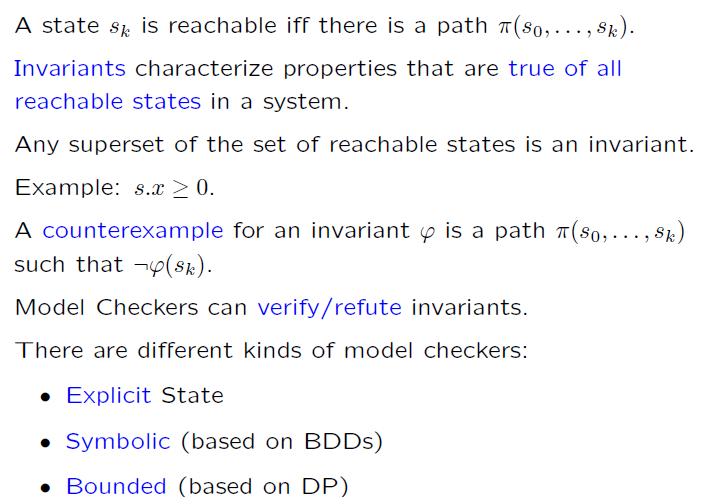 A state s_k is reachable iff there is a path π(s_0, . . . , s_k).
Invariants characterize properties that are true of all
reachable states in a system.
Any superset of the set of reachable states is an invariant.
Example: s.x ≥ 0.
A counterexample for an invariant φ is a path π(s_0, . . . , s_k)
such that ¬φ(s_k).
Model Checkers can verify/refute invariants.
There are different kinds of model checkers:
• Explicit State
• Symbolic (based on BDDs)
• Bounded (based on DP)